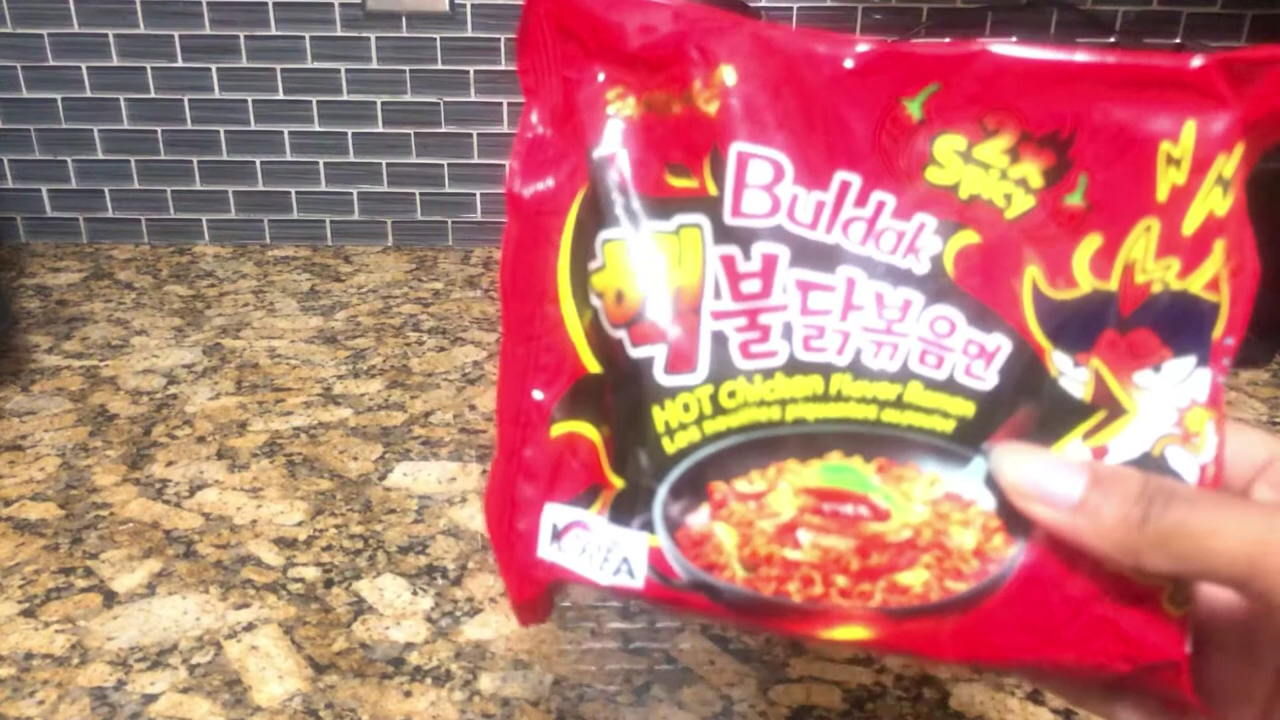 2X
Spicy
Buldak
핵불닭볶음면
HOT Chicken Flavor Ramen
KOREA